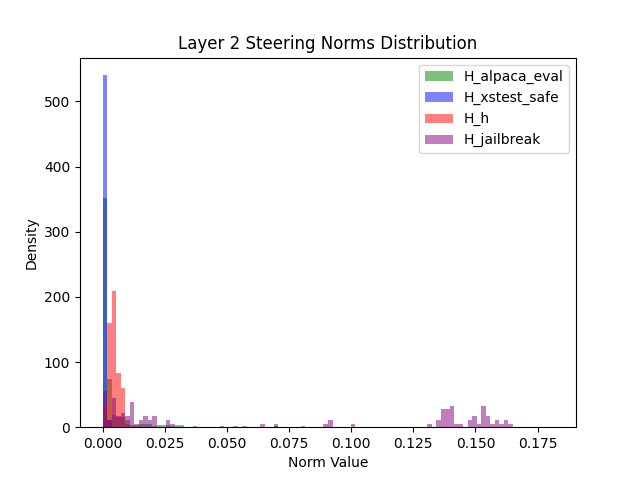 Layer 2 Steering Norms Distribution
H_alpaca_eval
H_xstest_safe
H_h
H_jailbreak
Density
500
400
300
200
100
0
0.000 0.025 0.050 0.075 0.100 0.125 0.150 0.175
Norm Value